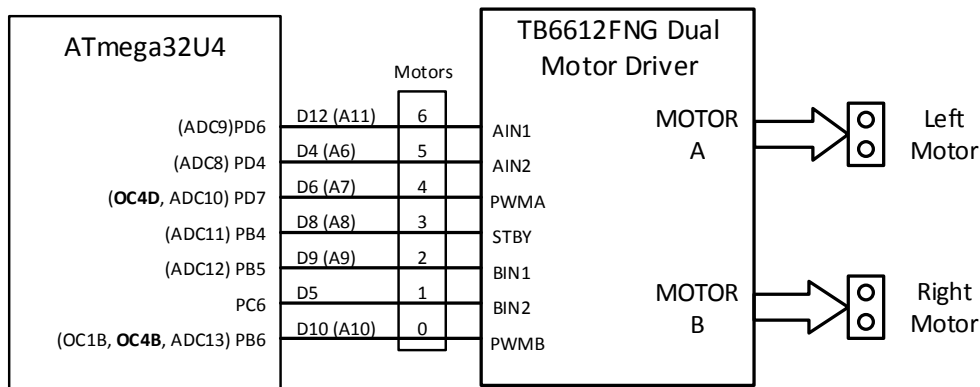 ATmega32U4
Motors
TB6612FNG Dual
Motor Driver
(ADC9)PD6 D12 (A11) 6 AIN1
(ADC8) PD4 D4 (A6) 5 AIN2
(OC4D, ADC10) PD7 D6 (A7) 4 PWMA
(ADC11) PB4 D8 (A8) 3 STBY
(ADC12) PB5 D9 (A9) 2 BIN1
PC6 D5 1 BIN2
(OC1B, OC4B, ADC13) PB6 D10 (A10) 0 PWMB
MOTOR
A
Left
Motor
MOTOR
B
Right
Motor